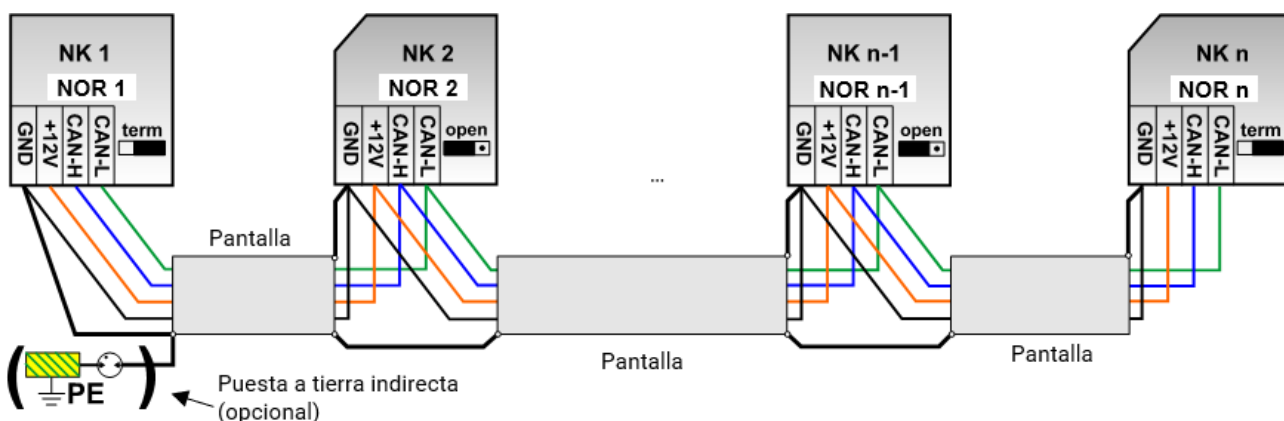 NK 1
NOR 1
GND
+12V
CAN-H
CAN-L
term
NK 2
NOR 2
GND
+12V
CAN-H
CAN-L
open
...
NK n-1
NOR n-1
GND
+12V
CAN-H
CAN-L
open
NK n
NOR n
GND
+12V
CAN-H
CAN-L
term
Pantalla
Pantalla
Pantalla
( PE )
Puesta a tierra indirecta
(opcional)